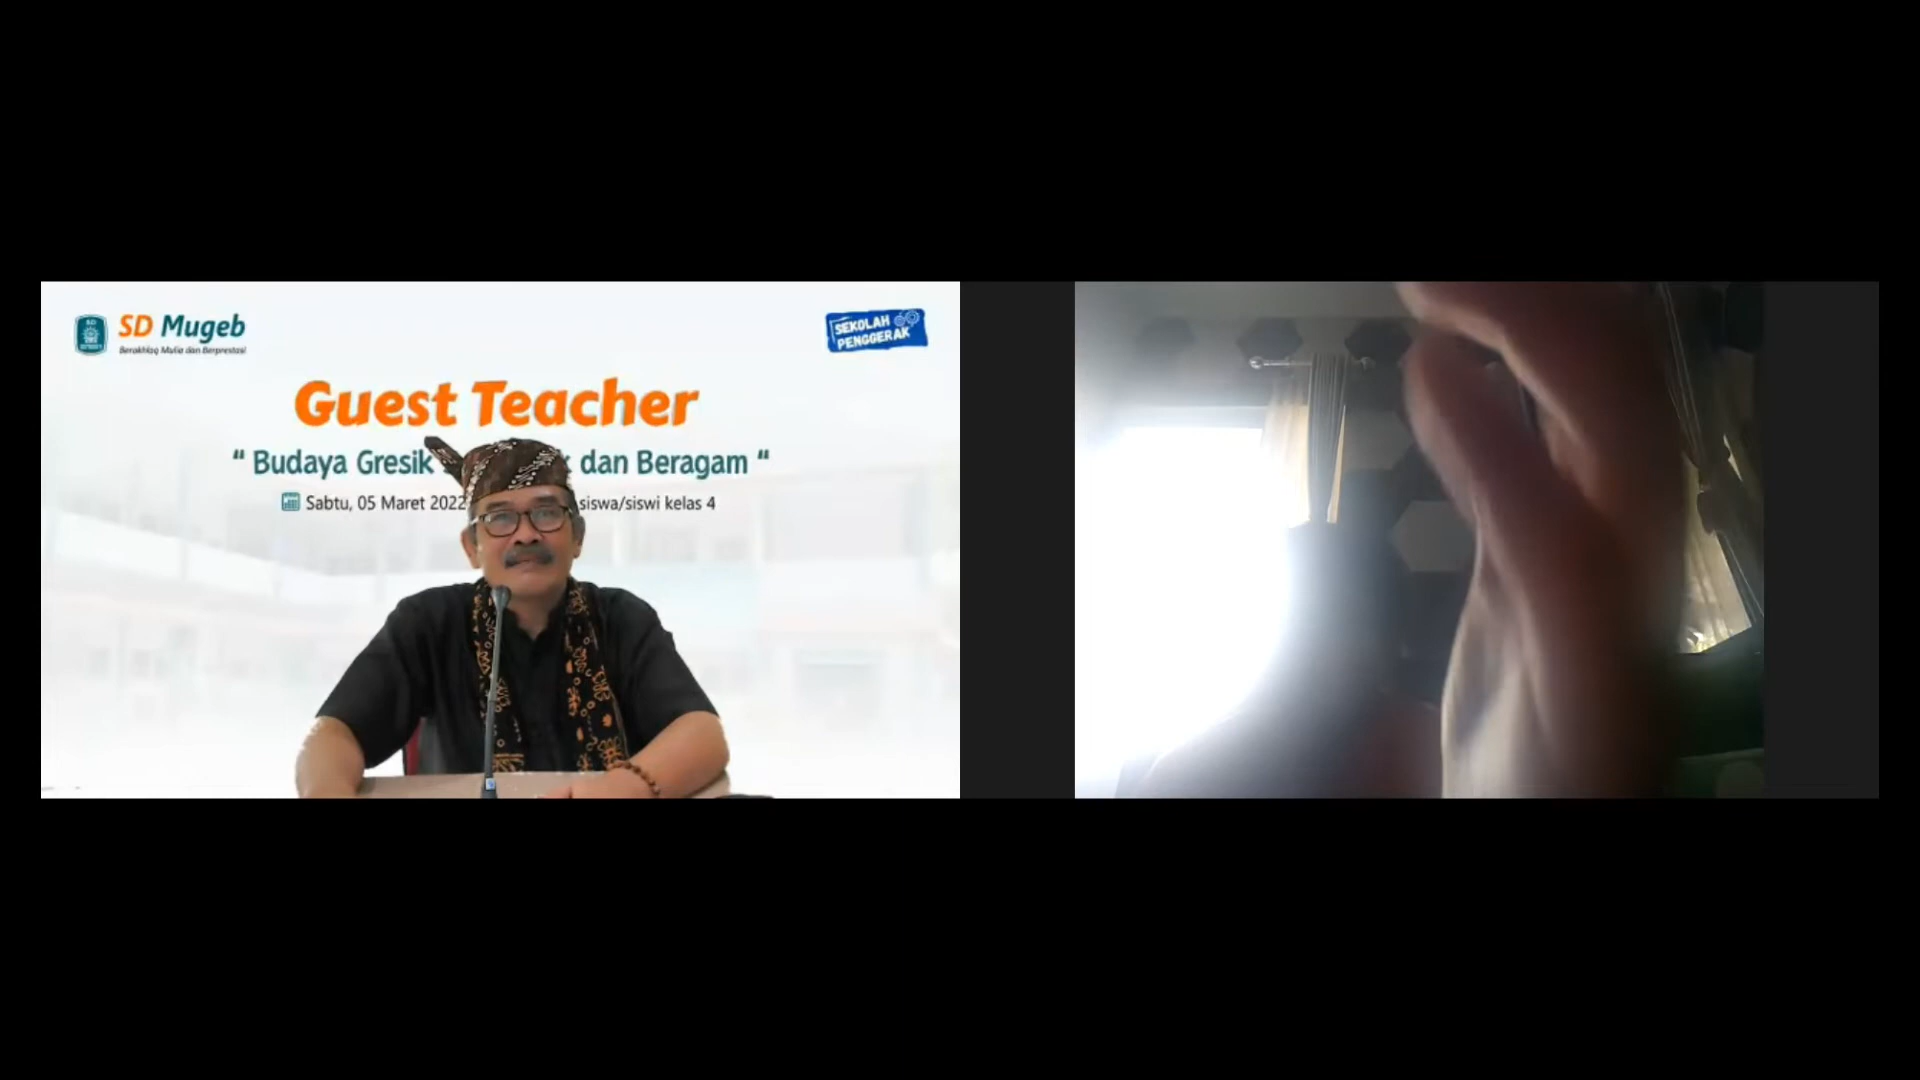 SD Mugeb
Berakhlaq Mulia dan Berprestasi
SEKOLAH
PENGGERAK
Guest Teacher
“ Budaya Gresik dan Beragam “
Sabtu, 05 Maret 2022 siswa/siswi kelas 4